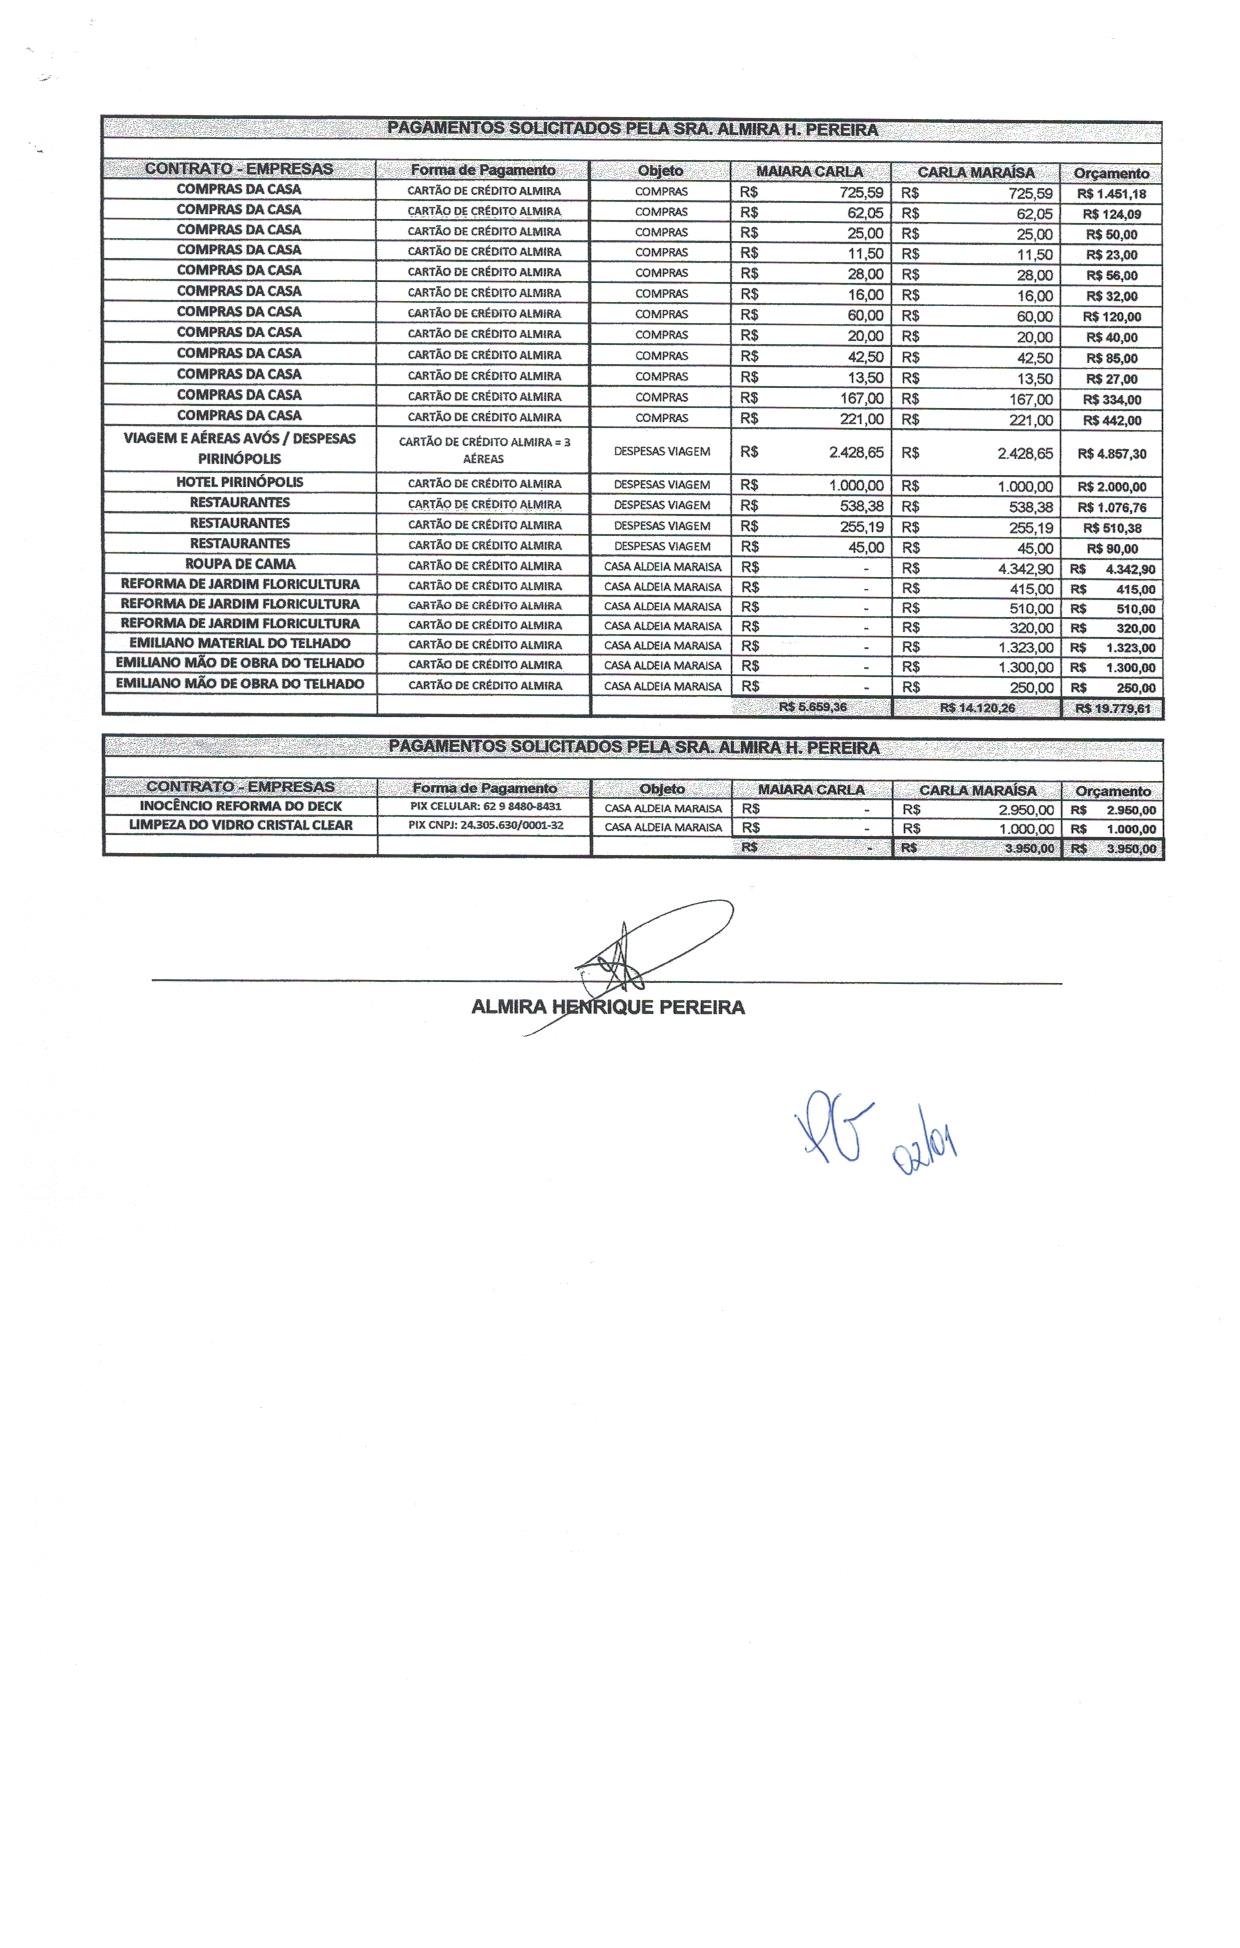 PAGAMENTOS SOLICITADOS PELA SRA. ALMIRA H. PEREIRA
CONTRATO - EMPRESAS Forma de Pagamento Objeto MAIARA CARLA CARLA MARAÍSA Orçamento
COMPRAS DA CASA CARTÃO DE CRÉDITO ALMIRA COMPRAS R$ 725,59 R$ 725,59 R$ 1.451,18
COMPRAS DA CASA CARTÃO DE CRÉDITO ALMIRA COMPRAS R$ 62,05 R$ 62,05 R$ 124,09
COMPRAS DA CASA CARTÃO DE CRÉDITO ALMIRA COMPRAS R$ 25,00 R$ 25,00 R$ 50,00
COMPRAS DA CASA CARTÃO DE CRÉDITO ALMIRA COMPRAS R$ 11,50 R$ 11,50 R$ 23,00
COMPRAS DA CASA CARTÃO DE CRÉDITO ALMIRA COMPRAS R$ 28,00 R$ 28,00 R$ 56,00
COMPRAS DA CASA CARTÃO DE CRÉDITO ALMIRA COMPRAS R$ 16,00 R$ 16,00 R$ 32,00
COMPRAS DA CASA CARTÃO DE CRÉDITO ALMIRA COMPRAS R$ 60,00 R$ 60,00 R$ 120,00
COMPRAS DA CASA CARTÃO DE CRÉDITO ALMIRA COMPRAS R$ 20,00 R$ 20,00 R$ 40,00
COMPRAS DA CASA CARTÃO DE CRÉDITO ALMIRA COMPRAS R$ 42,50 R$ 42,50 R$ 85,00
COMPRAS DA CASA CARTÃO DE CRÉDITO ALMIRA COMPRAS R$ 13,50 R$ 13,50 R$ 27,00
COMPRAS DA CASA CARTÃO DE CRÉDITO ALMIRA COMPRAS R$ 167,00 R$ 167,00 R$ 334,00
COMPRAS DA CASA CARTÃO DE CRÉDITO ALMIRA COMPRAS R$ 221,00 R$ 221,00 R$ 442,00
VIAGEM E AÉREAS AVÓS / DESPESAS CARTÃO DE CRÉDITO ALMIRA = 3
PIRINÓPOLIS AÉREAS DESPESAS VIAGEM R$ 2.428,65 R$ 2.428,65 R$ 4.857,30
HOTEL PIRINÓPOLIS CARTÃO DE CRÉDITO ALMIRA DESPESAS VIAGEM R$ 1.000,00 R$ 1.000,00 R$ 2.000,00
RESTAURANTES CARTÃO DE CRÉDITO ALMIRA DESPESAS VIAGEM R$ 538,38 R$ 538,38 R$ 1.076,76
RESTAURANTES CARTÃO DE CRÉDITO ALMIRA DESPESAS VIAGEM R$ 255,19 R$ 255,19 R$ 510,38
RESTAURANTES CARTÃO DE CRÉDITO ALMIRA DESPESAS VIAGEM R$ 45,00 R$ 45,00 R$ 90,00
ROUPA DE CAMA CARTÃO DE CRÉDITO ALMIRA CASA ALDEIA MARAISA R$ - R$ 4.342,90 R$ 4.342,90
REFORMA DE JARDIM FLORICULTURA CARTÃO DE CRÉDITO ALMIRA CASA ALDEIA MARAISA R$ - R$ 415,00 R$ 415,00
REFORMA DE JARDIM FLORICULTURA CARTÃO DE CRÉDITO ALMIRA CASA ALDEIA MARAISA R$ - R$ 510,00 R$ 510,00
REFORMA DE JARDIM FLORICULTURA CARTÃO DE CRÉDITO ALMIRA CASA ALDEIA MARAISA R$ - R$ 320,00 R$ 320,00
EMILIANO MATERIAL DO TELHADO CARTÃO DE CRÉDITO ALMIRA CASA ALDEIA MARAISA R$ - R$ 1.323,00 R$ 1.323,00
EMILIANO MÃO DE OBRA DO TELHADO CARTÃO DE CRÉDITO ALMIRA CASA ALDEIA MARAISA R$ - R$ 1.300,00 R$ 1.300,00
EMILIANO MÃO DE OBRA DO TELHADO CARTÃO DE CRÉDITO ALMIRA CASA ALDEIA MARAISA R$ - R$ 250,00 R$ 250,00
R$ 5.659,36 R$ 14.120,26 R$ 19.779,61
PAGAMENTOS SOLICITADOS PELA SRA. ALMIRA H. PEREIRA
CONTRATO - EMPRESAS Forma de Pagamento Objeto MAIARA CARLA CARLA MARAÍSA Orçamento
INOCÊNCIO REFORMA DO DECK PIX CELULAR: 62 9 8480-8431 CASA ALDEIA MARAISA R$ - R$ 2.950,00 R$ 2.950,00
LIMPEZA DO VIDRO CRISTAL CLEAR PIX CNPJ: 24.305.630/0001-32 CASA ALDEIA MARAISA R$ - R$ 1.000,00 R$ 1.000,00
R$ - R$ 3.950,00 R$ 3.950,00
ALMIRA HENRIQUE PEREIRA
PG 02/01